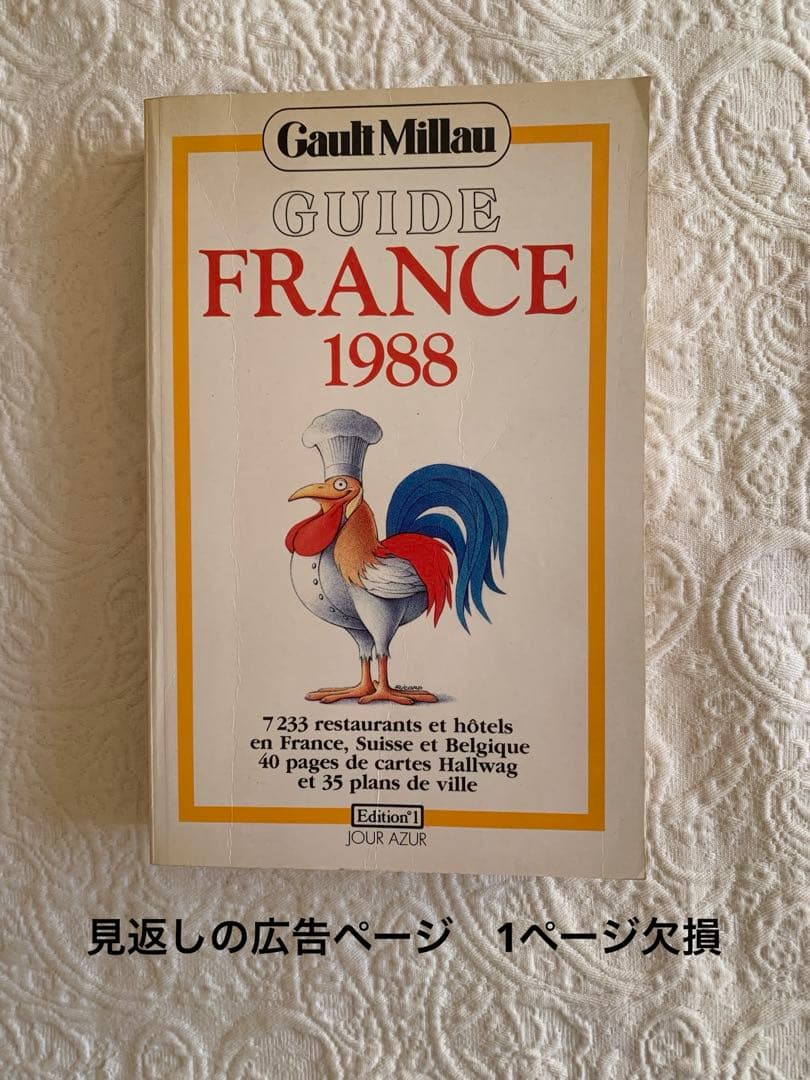 Gault Millau
GUIDE
FRANCE
1988
7 233 restaurants et hôtels
en France, Suisse et Belgique
40 pages de cartes Hallwag
et 35 plans de ville
Edition°1
JOUR AZUR
見返しの広告ページ　1ページ欠損